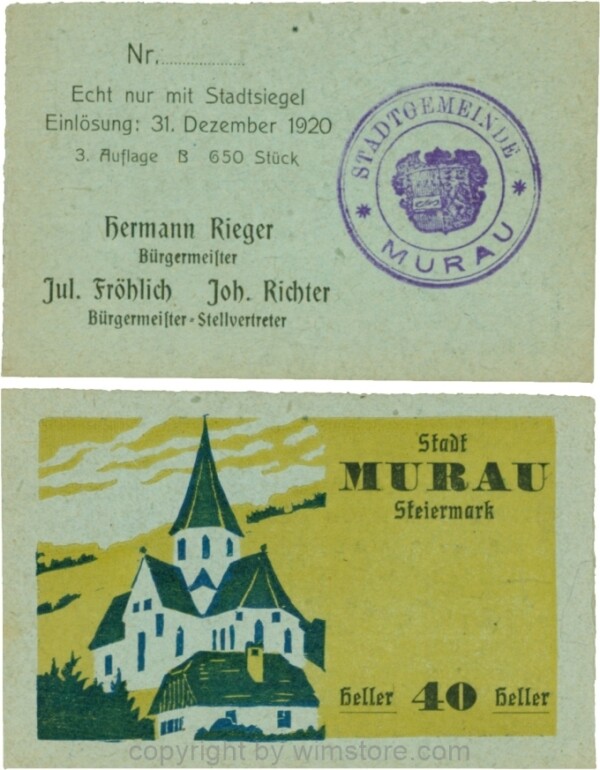 Nr.
Echt nur mit Stadtsiegel
Einlösung: 31. Dezember 1920
3. Auflage B 650 Stück
STADTGEMEINDE
* MURAU *
Hermann Rieger
Bürgermeiſter
Jul. Fröhlich Joh. Richter
Bürgermeiſter-Stellvertreter
Stadt
MURAU
Steiermark
Heller 40 Heller
copyright by wimstore.com